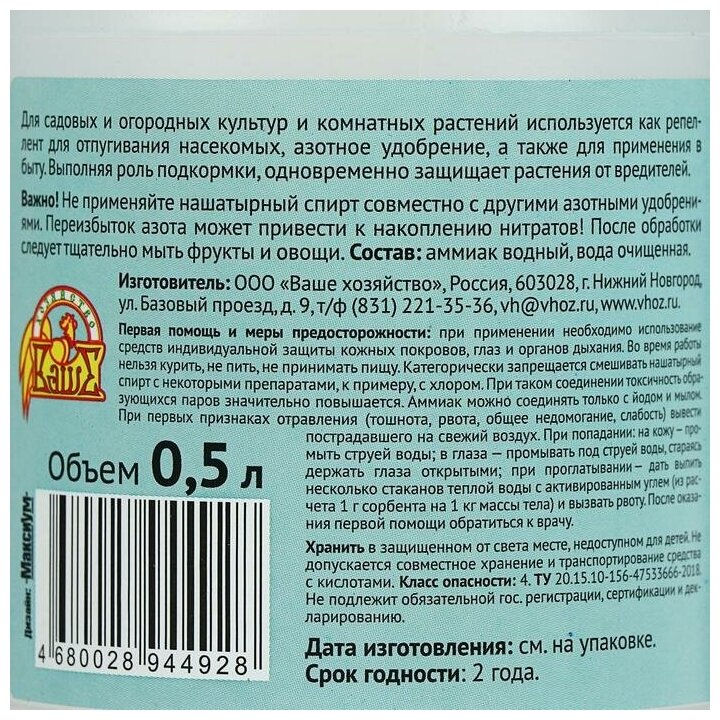 Для садовых и огородных культур и комнатных растений используется как репел-
лент для отпугивания насекомых, азотное удобрение, а также для применения в
быту. Выполняя роль подкормки, одновременно защищает растения от вредителей.
Важно! Не применяйте нашатырный спирт совместно с другими азотными удобрени-
ями. Переизбыток азота может привести к накоплению нитратов! После обработки
следует тщательно мыть фрукты и овощи. Состав: аммиак водный, вода очищенная.
Изготовитель: ООО «Ваше хозяйство», Россия, 603028, г. Нижний Новгород,
ул. Базовый проезд, д. 9, т/ф (831) 221-35-36, vh@vhoz.ru, www.vhoz.ru.
ХОЗЯЙСТВО
ВАШЕ
Первая помощь и меры предосторожности: при применении необходимо использование
средств индивидуальной защиты кожных покровов, глаз и органов дыхания. Во время работы
нельзя курить, не пить, не принимать пищу. Категорически запрещается смешивать нашатырный
спирт с некоторыми препаратами, к примеру, с хлором. При таком соединении токсичность обра-
зующихся паров значительно повышается. Аммиак можно соединять только с йодом и мылом.
При первых признаках отравления (тошнота, рвота, общее недомогание, слабость) вывести
пострадавшего на свежий воздух. При попадании: на кожу – про-
мыть струей воды; в глаза — промывать под струей воды, стараясь
держать глаза открытыми; при проглатывании – дать выпить
несколько стаканов теплой воды с активированным углем (из рас-
чета 1 г сорбента на 1 кг массы тела) и вызвать рвоту. После оказа-
ния первой помощи обратиться к врачу.
Объем 0,5 л
Хранить в защищенном от света месте, недоступном для детей. Не
допускается совместное хранение и транспортирование средства
с кислотами. Класс опасности: 4. ТУ 20.15.10-156-47533666-2018.
Не подлежит обязательной гос. регистрации, сертификации и дек-
ларированию.
Дизайн: Максиум
4 680028 944928
Дата изготовления: см. на упаковке.
Срок годности: 2 года.